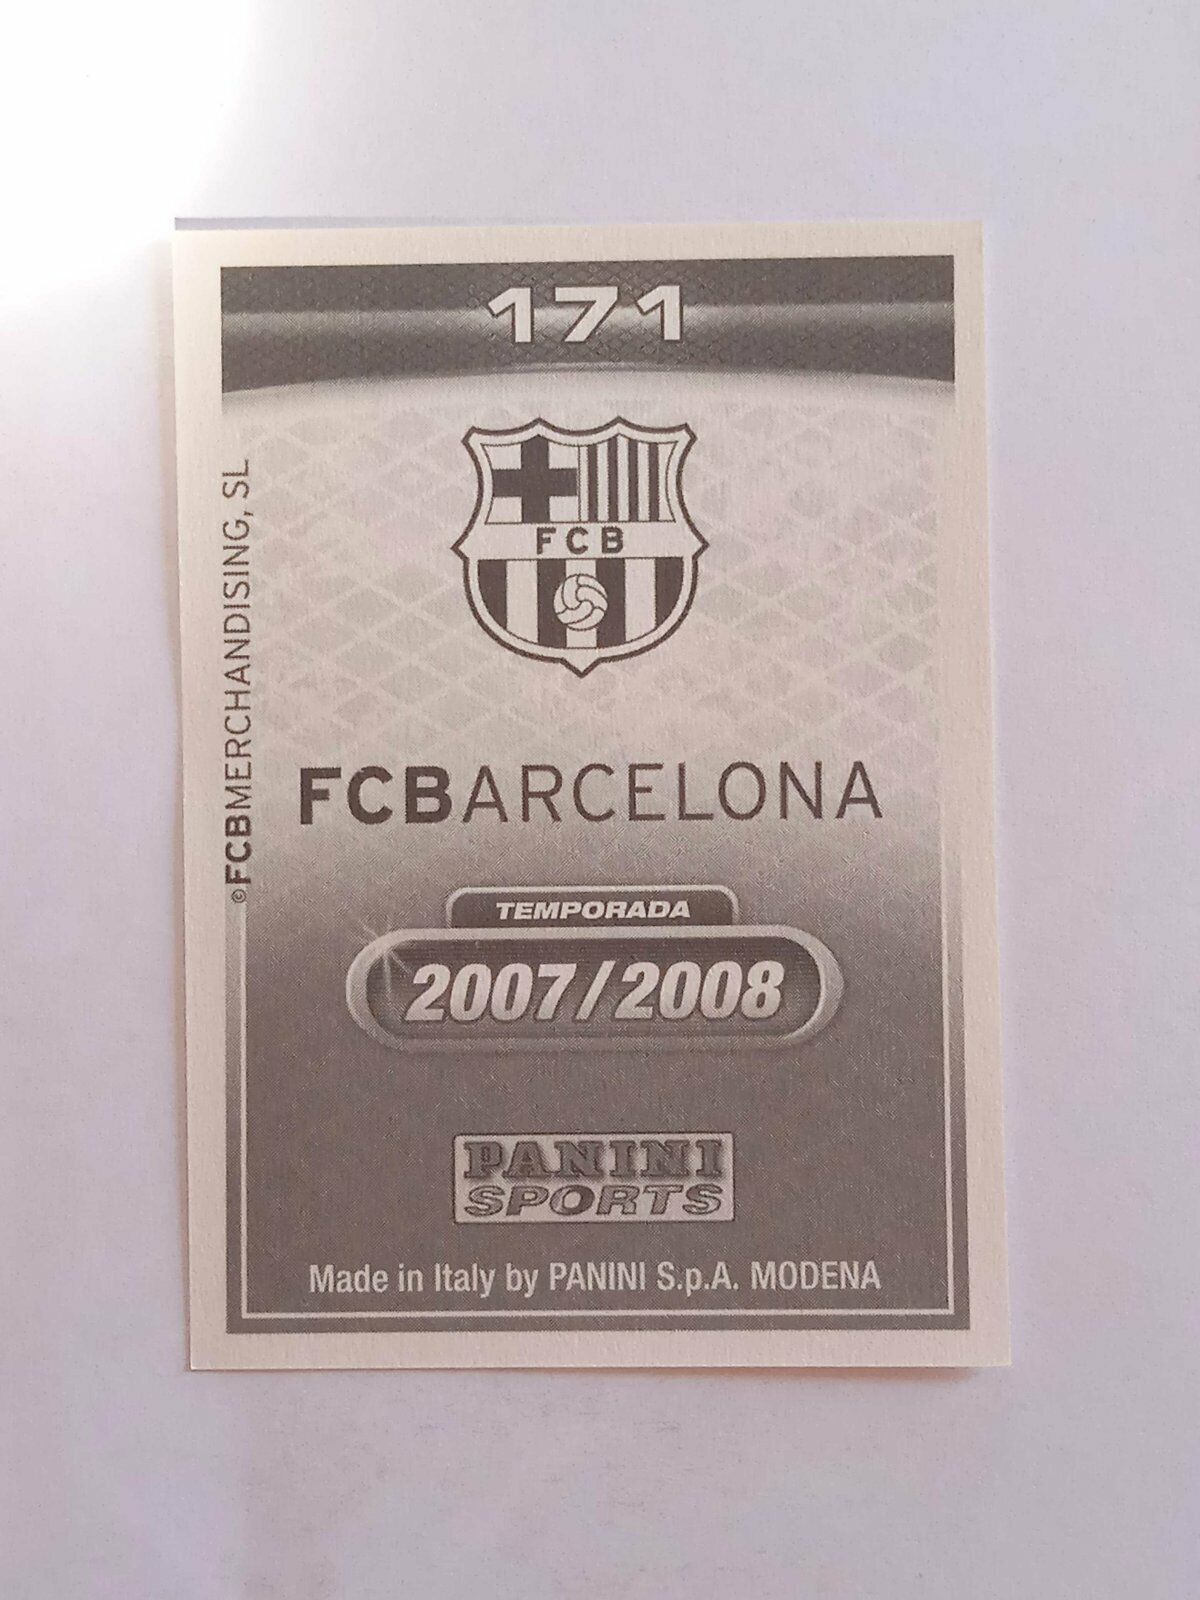 171
FCB
©FCBMERCHANDISING, SL
FCBARCELONA
TEMPORADA
2007/2008
PANINI
SPORTS
Made in Italy by PANINI S.p.A. MODENA